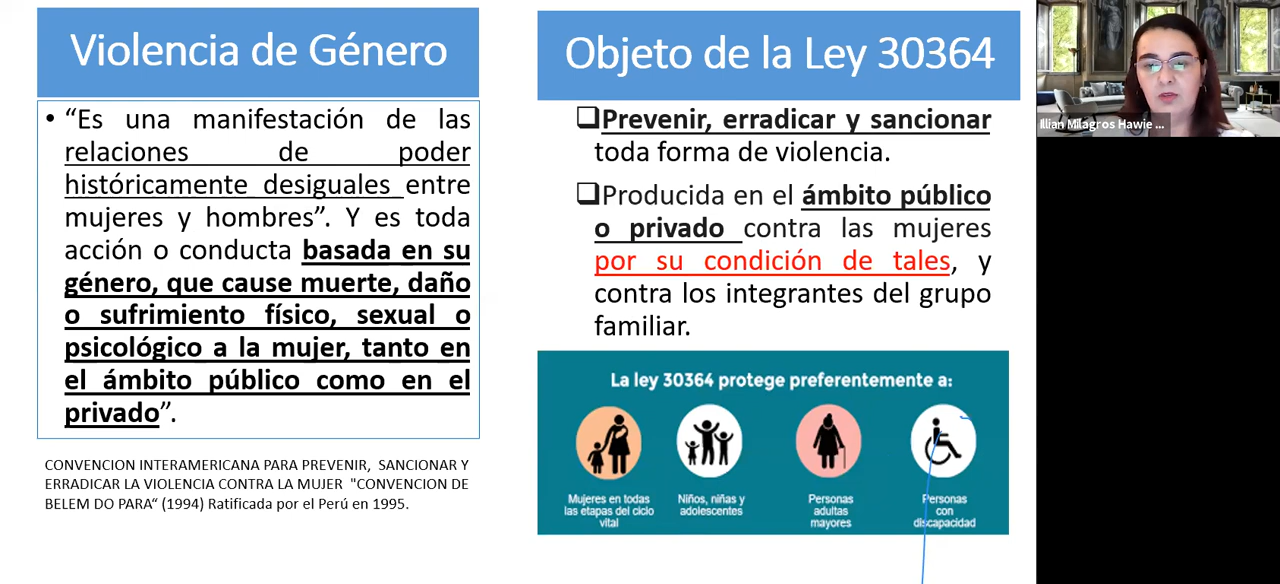 Violencia de Género
• “Es una manifestación de las
relaciones de poder
históricamente desiguales entre
mujeres y hombres”. Y es toda
acción o conducta basada en su
género, que cause muerte, daño
o sufrimiento físico, sexual o
psicológico a la mujer, tanto en
el ámbito público como en el
privado”.
CONVENCION INTERAMERICANA PARA PREVENIR, SANCIONAR Y
ERRADICAR LA VIOLENCIA CONTRA LA MUJER "CONVENCION DE
BELEM DO PARA“ (1994) Ratificada por el Perú en 1995.
Objeto de la Ley 30364
❑Prevenir, erradicar y sancionar
toda forma de violencia.
❑Producida en el ámbito público
o privado contra las mujeres
por su condición de tales, y
contra los integrantes del grupo
familiar.
La ley 30364 protege preferentemente a:
Mujeres en todas
las etapas del ciclo
vital
Niños, niñas y
adolescentes
Personas
adultas
mayores
Personas
con
discapacidad
Illian Milagros Hawie ...